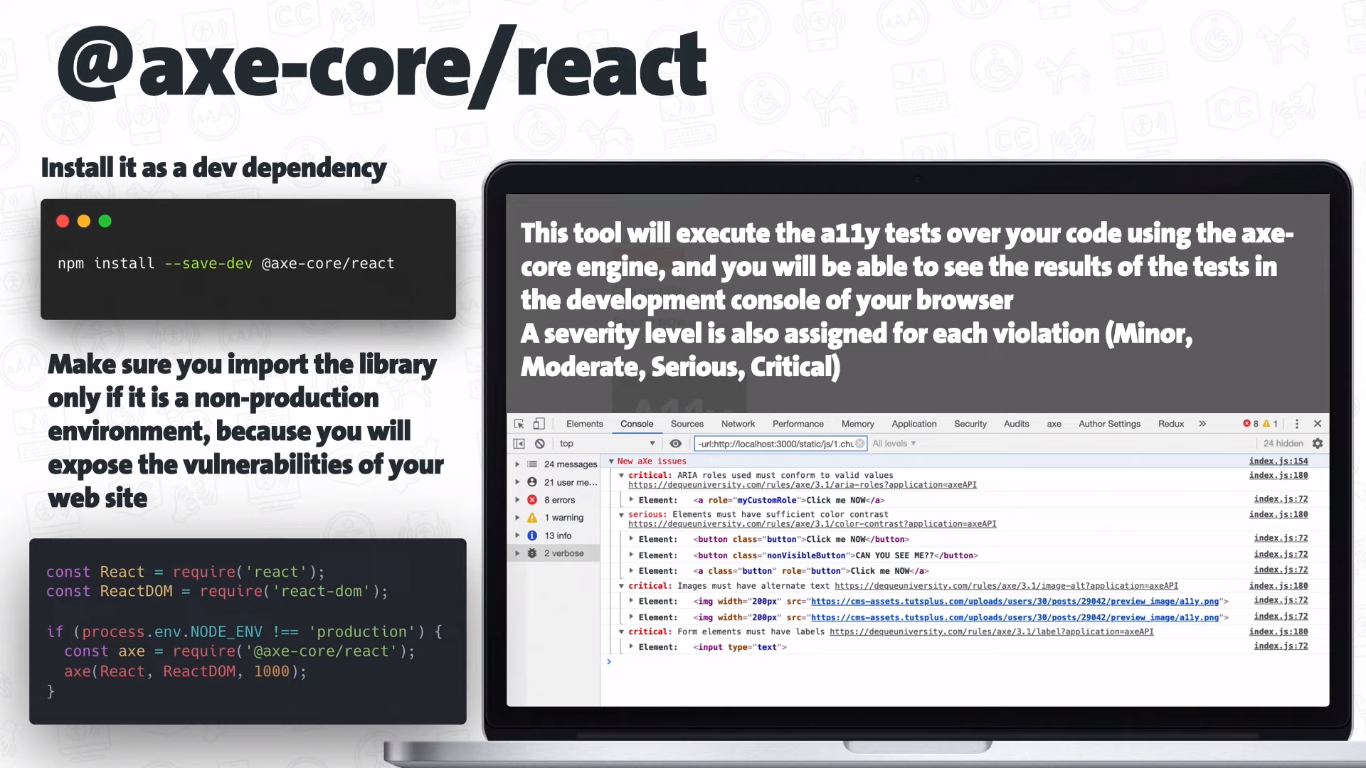 @axe-core/react
Install it as a dev dependency
npm install --save-dev @axe-core/react
Make sure you import the library
only if it is a non-production
environment, because you will
expose the vulnerabilities of your
web site
const React = require('react');
const ReactDOM = require('react-dom');
if (process.env.NODE_ENV !== 'production') {
const axe = require('@axe-core/react');
axe(React, ReactDOM, 1000);
}
This tool will execute the a11y tests over your code using the axe-
core engine, and you will be able to see the results of the tests in
the development console of your browser
A severity level is also assigned for each violation (Minor,
Moderate, Serious, Critical)
A11y
Elements Console Sources Network Performance Memory Application Security Audits axe Author Settings Redux » 8 1
top -url:http://localhost:3000/static/js/1.chu All levels 24 hidden
24 messages
21 user me...
8 errors
1 warning
13 info
2 verbose
New aXe issues index.js:154
critical: ARIA roles used must conform to valid values index.js:180
https://dequeuniversity.com/rules/axe/3.1/aria-roles?application=axeAPI
Element: <a role="myCustomRole">Click me NOW</a> index.js:72
serious: Elements must have sufficient color contrast index.js:180
https://dequeuniversity.com/rules/axe/3.1/color-contrast?application=axeAPI
Element: <button class="button">Click me NOW</button> index.js:72
Element: <button class="nonVisibleButton">CAN YOU SEE ME??</button> index.js:72
Element: <a class="button" role="button">Click me NOW</a> index.js:72
critical: Images must have alternate text https://dequeuniversity.com/rules/axe/3.1/image-alt?application=axeAPI index.js:180
Element: <img width="200px" src="https://cms-assets.tutsplus.com/uploads/users/30/posts/29042/preview_image/a11y.png"> index.js:72
Element: <img width="200px" src="https://cms-assets.tutsplus.com/uploads/users/30/posts/29042/preview_image/a11y.png"> index.js:72
critical: Form elements must have labels https://dequeuniversity.com/rules/axe/3.1/label?application=axeAPI index.js:180
Element: <input type="text"> index.js:72